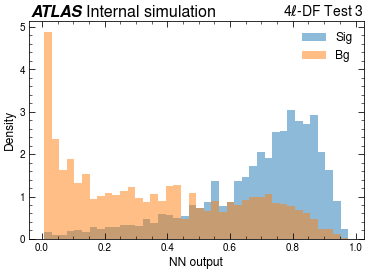 ATLAS Internal simulation 4ℓ-DF Test 3
Sig
Bg
Density
5
4
3
2
1
0
0.0 0.2 0.4 0.6 0.8 1.0
NN output